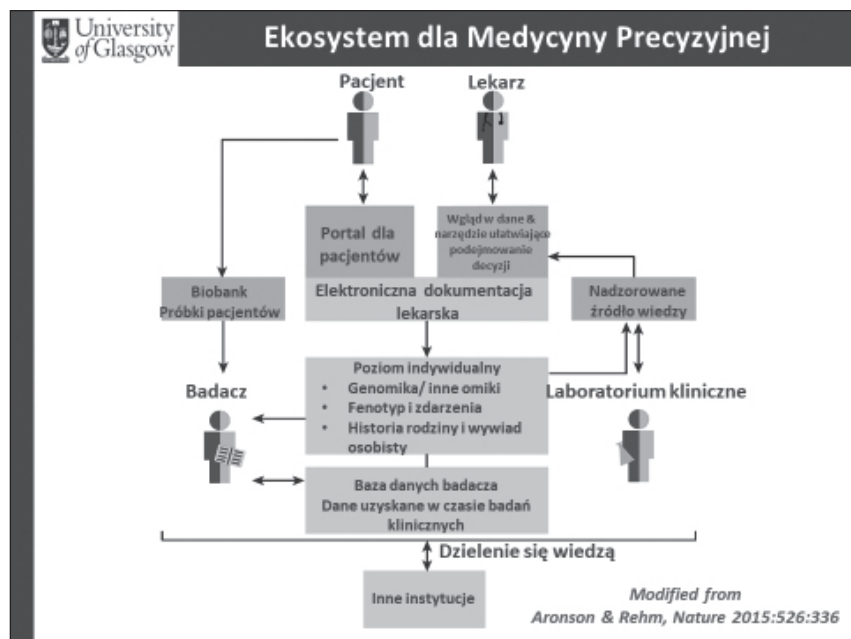 University
of Glasgow
Ekosystem dla Medycyny Precyzyjnej
Pacjent
Lekarz
Portal dla
pacjentów
Wgląd w dane &
narzędzie ułatwiające
podejmowanie
decyzji
Elektroniczna dokumentacja
lekarska
Biobank
Próbki pacjentów
Nadzorowane
źródło wiedzy
Poziom indywidualny
• Genomika/ inne omiki
• Fenotyp i zdarzenia
• Historia rodziny i wywiad
osobisty
Badacz
Laboratorium kliniczne
Baza danych badacza
Dane uzyskane w czasie badań
klinicznych
Dzielenie się wiedzą
Inne instytucje
Modified from
Aronson & Rehm, Nature 2015:526:336